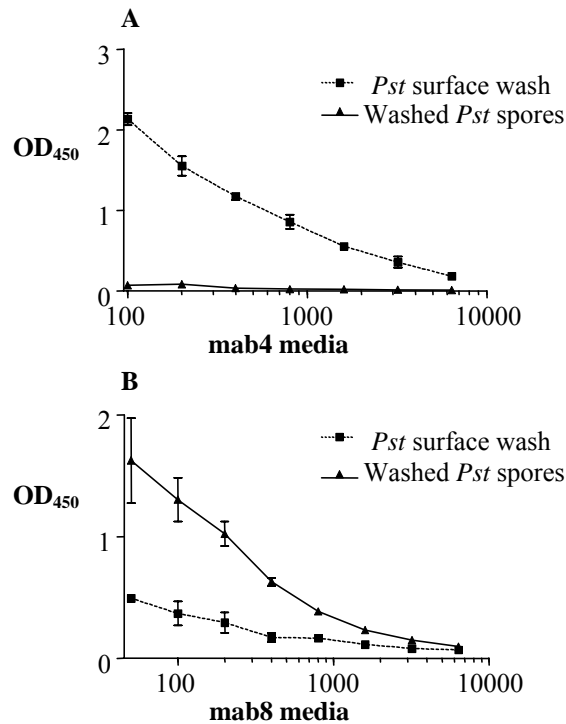 A
3
2
1
0
OD450
Pst surface wash
Washed Pst spores
100
1000
10000
mab4 media
B
2
1
0
OD450
Pst surface wash
Washed Pst spores
100
1000
10000
mab8 media